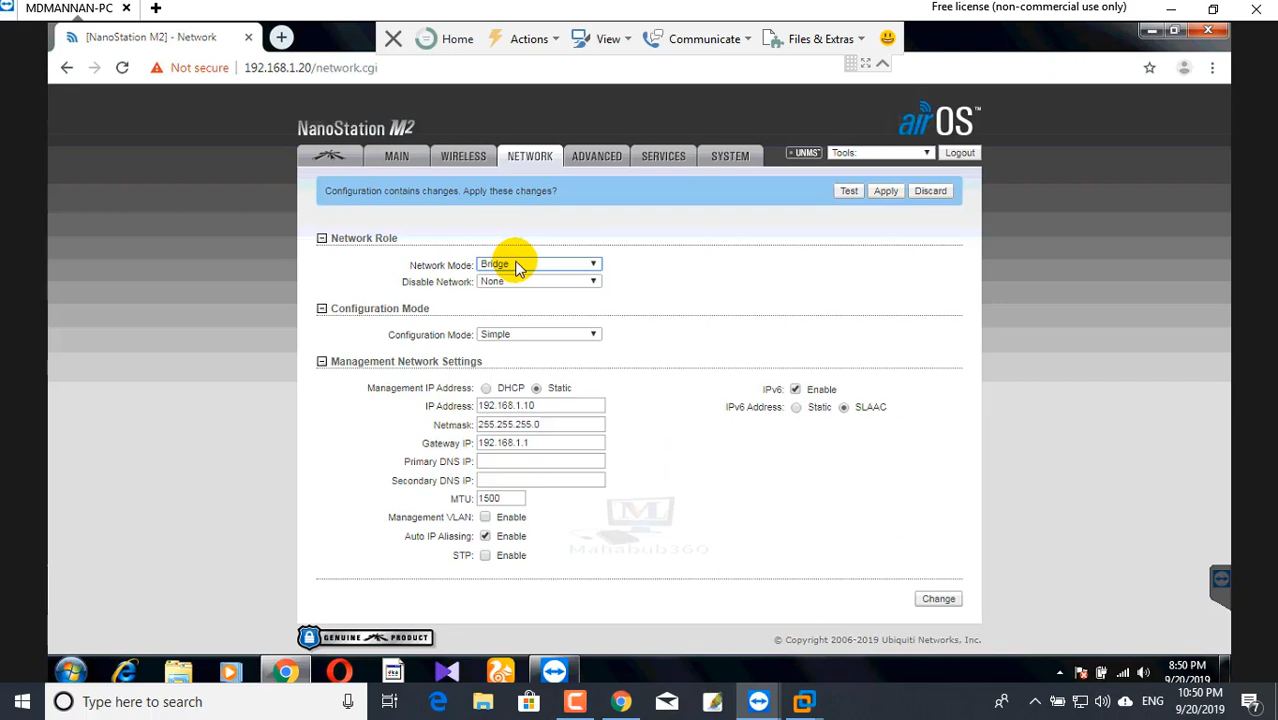 MDMANNAN-PC
Free license (non-commercial use only)
[NanoStation M2] - Network
Home
Actions
View
Communicate
Files & Extras
Not secure
192.168.1.20/network.cgi
NanoStation M2
airOS™
MAIN
WIRELESS
NETWORK
ADVANCED
SERVICES
SYSTEM
UNMS™
Tools:
Logout
Configuration contains changes. Apply these changes?
Test
Apply
Discard
Network Role
Network Mode: Bridge
Disable Network: None
Configuration Mode
Configuration Mode: Simple
Management Network Settings
Management IP Address: DHCP Static
IPv6: Enable
IP Address: 192.168.1.10
IPv6 Address: Static SLAAC
Netmask: 255.255.255.0
Gateway IP: 192.168.1.1
Primary DNS IP:
Secondary DNS IP:
MTU: 1500
Management VLAN: Enable
Auto IP Aliasing: Enable
STP: Enable
M
Mahabub360
Change
GENUINE PRODUCT
© Copyright 2006-2019 Ubiquiti Networks, Inc.
8:50 PM
9/20/2019
Type here to search
ENG
10:50 PM
9/20/2019
7